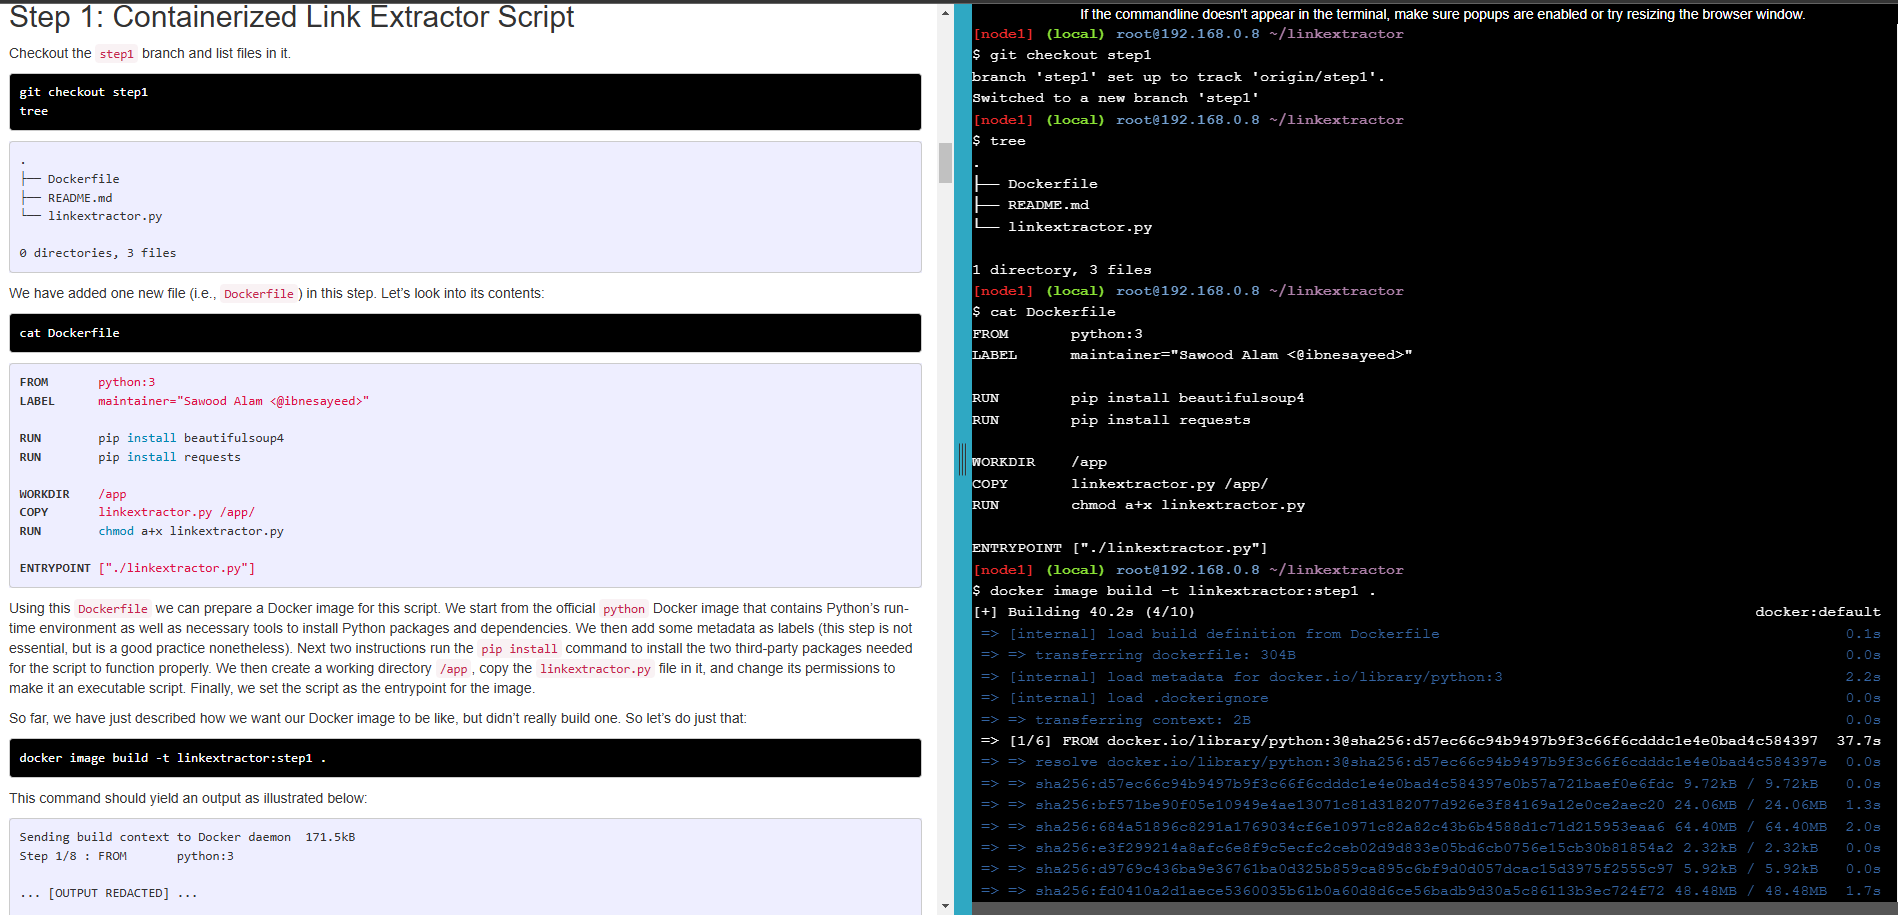 Step 1: Containerized Link Extractor Script
Checkout the step1 branch and list files in it.
git checkout step1
tree
.
├── Dockerfile
├── README.md
└── linkextractor.py
0 directories, 3 files
We have added one new file (i.e., Dockerfile) in this step. Let’s look into its contents:
cat Dockerfile
FROM       python:3
LABEL      maintainer="Sawood Alam <@ibnesayeed>"
RUN        pip install beautifulsoup4
RUN        pip install requests
WORKDIR    /app
COPY       linkextractor.py /app/
RUN        chmod a+x linkextractor.py
ENTRYPOINT ["./linkextractor.py"]
Using this Dockerfile we can prepare a Docker image for this script. We start from the official python Docker image that contains Python’s run-
time environment as well as necessary tools to install Python packages and dependencies. We then add some metadata as labels (this step is not
essential, but is a good practice nonetheless). Next two instructions run the pip install command to install the two third-party packages needed
for the script to function properly. We then create a working directory /app, copy the linkextractor.py file in it, and change its permissions to
make it an executable script. Finally, we set the script as the entrypoint for the image.
So far, we have just described how we want our Docker image to be like, but didn’t really build one. So let’s do just that:
docker image build -t linkextractor:step1 .
This command should yield an output as illustrated below:
Sending build context to Docker daemon  171.5kB
Step 1/8 : FROM       python:3
... [OUTPUT REDACTED] ...
If the commandline doesn't appear in the terminal, make sure popups are enabled or try resizing the browser window.
[node1] (local) root@192.168.0.8 ~/linkextractor
$ git checkout step1
branch 'step1' set up to track 'origin/step1'.
Switched to a new branch 'step1'
[node1] (local) root@192.168.0.8 ~/linkextractor
$ tree
.
├── Dockerfile
├── README.md
└── linkextractor.py
1 directory, 3 files
[node1] (local) root@192.168.0.8 ~/linkextractor
$ cat Dockerfile
FROM       python:3
LABEL      maintainer="Sawood Alam <@ibnesayeed>"
RUN        pip install beautifulsoup4
RUN        pip install requests
WORKDIR    /app
COPY       linkextractor.py /app/
RUN        chmod a+x linkextractor.py
ENTRYPOINT ["./linkextractor.py"]
[node1] (local) root@192.168.0.8 ~/linkextractor
$ docker image build -t linkextractor:step1 .
[+] Building 40.2s (4/10) docker:default
=> [internal] load build definition from Dockerfile 0.1s
=> => transferring dockerfile: 304B 0.0s
=> [internal] load metadata for docker.io/library/python:3 2.2s
=> [internal] load .dockerignore 0.0s
=> => transferring context: 2B 0.0s
=> [1/6] FROM docker.io/library/python:3@sha256:d57ec66c94b9497b9f3c66f6cdddc1e4e0bad4c584397 37.7s
=> => resolve docker.io/library/python:3@sha256:d57ec66c94b9497b9f3c66f6cdddc1e4e0bad4c584397e 0.0s
=> => sha256:d57ec66c94b9497b9f3c66f6cdddc1e4e0bad4c584397e0b57a721baef0e6fdc 9.72kB / 9.72kB 0.0s
=> => sha256:bf571be90f05e10949e4ae13071c81d3182077d926e3f84169a12e0ce2aec20 24.06MB / 24.06MB 1.3s
=> => sha256:684a51896c8291a1769034cf6e10971c82a82c43b6b4588d1c71d215953eaa6 64.40MB / 64.40MB 2.0s
=> => sha256:e3f299214a8afc6e8f9c5ecfc2ceb02d9d833e05bd6cb0756e15cb30b81854a2 2.32kB / 2.32kB 0.0s
=> => sha256:d9769c436ba9e36761ba0d325b859ca895c6bf9d0d057dcac15d3975f2555c97 5.92kB / 5.92kB 0.0s
=> => sha256:fd0410a2d1aece5360035b61b0a60d8d6ce56badb9d30a5c86113b3ec724f72 48.48MB / 48.48MB 1.7s